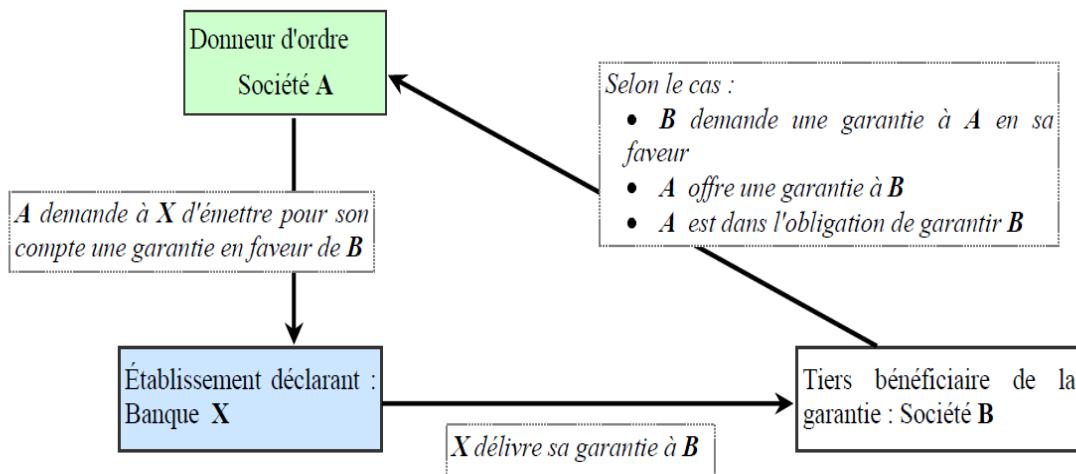 Donneur d'ordre
Société A
Selon le cas :
• B demande une garantie à A en sa
faveur
• A offre une garantie à B
• A est dans l'obligation de garantir B
A demande à X d'émettre pour son
compte une garantie en faveur de B
Établissement déclarant :
Banque X
X délivre sa garantie à B
Tiers bénéficiaire de la
garantie : Société B